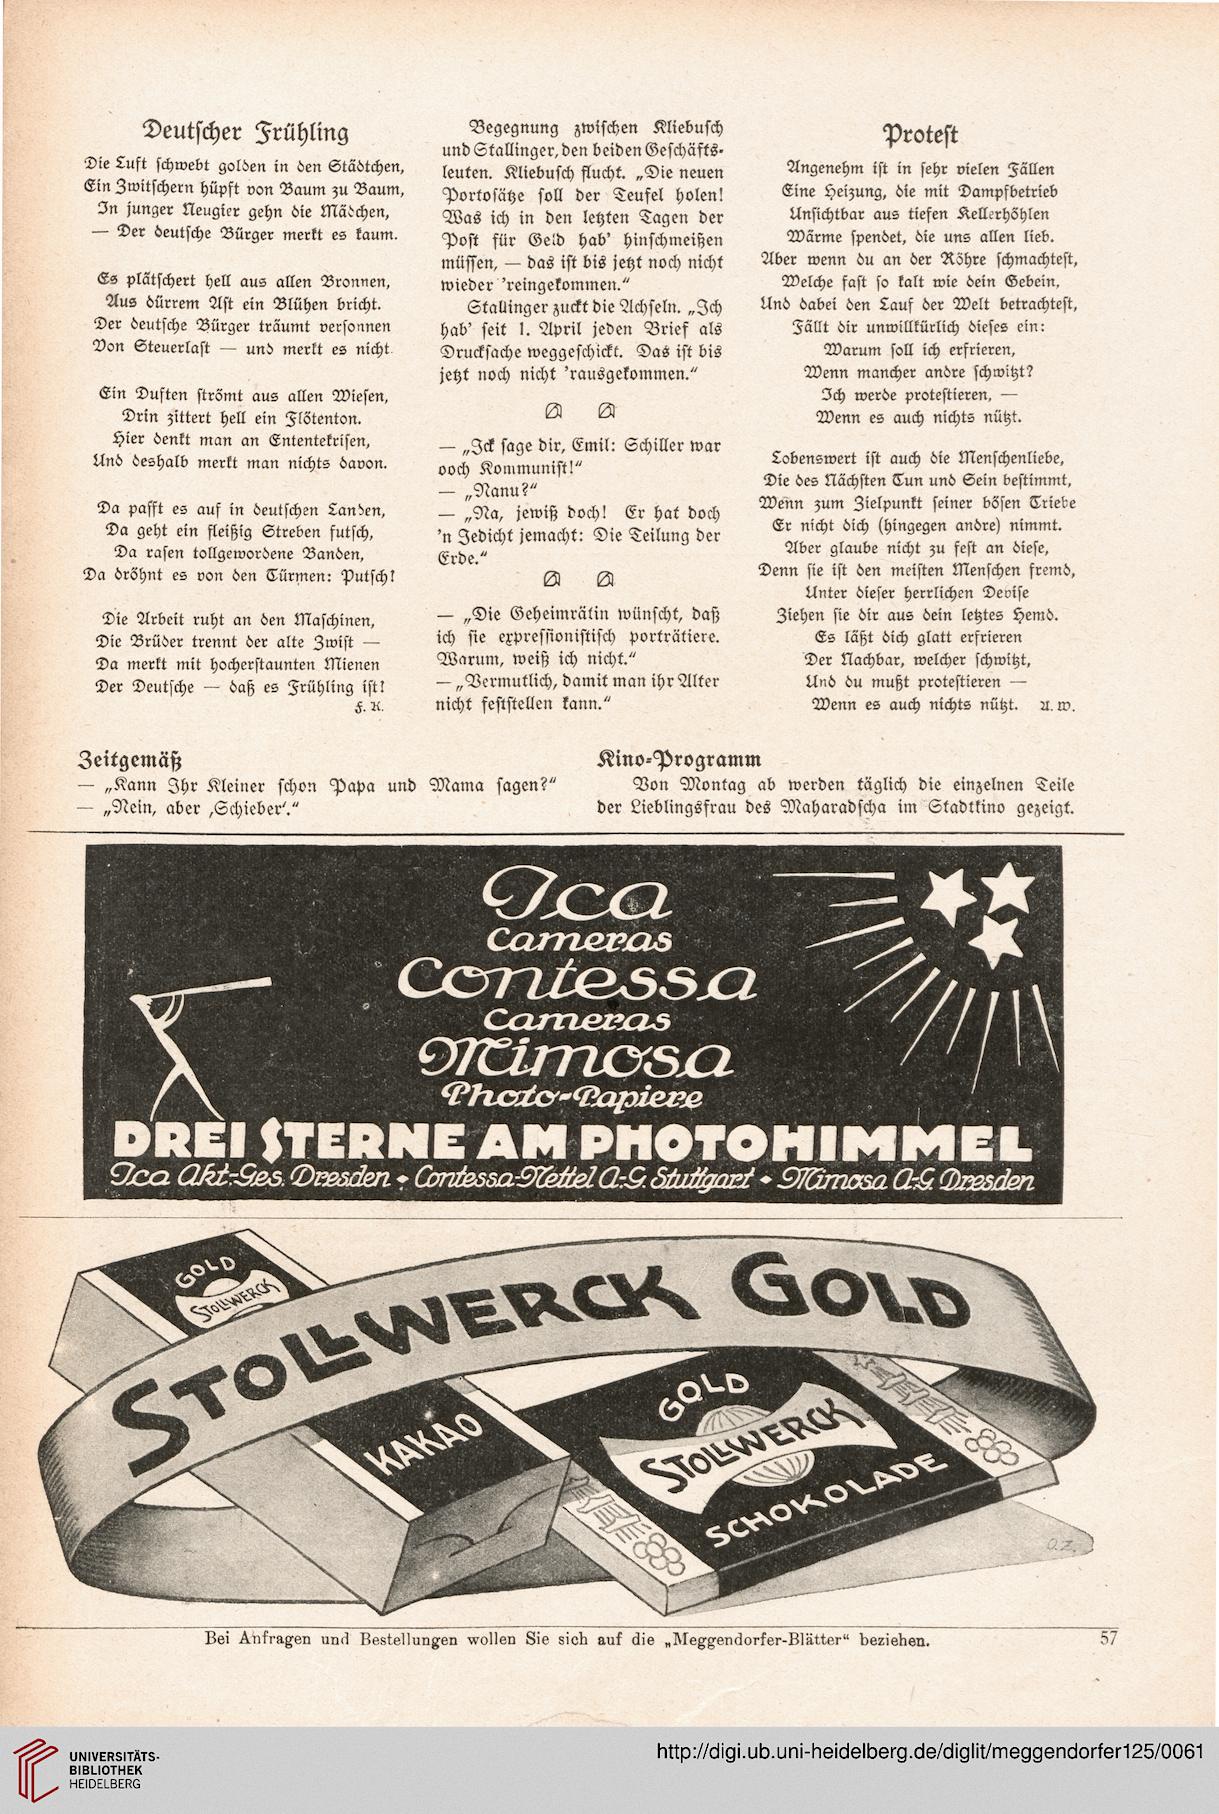 Deutscher Frühling
Die Luft schwebt golden in den Städtchen,
Ein Zwitschern hüpft von Baum zu Baum,
In junger Neugier gehn die Mädchen,
— Der deutsche Bürger merkt es kaum.
Es plätschert hell aus allen Bronnen,
Aus dürrem Ast ein Blühen bricht.
Der deutsche Bürger träumt versonnen
Von Steuerlast — und merkt es nicht.
Ein Duften strömt aus allen Wiesen,
Drin zittert hell ein Flötenton.
Hier denkt man an Ententekrisen,
Und deshalb merkt man nichts davon.
Da passt es auf in deutschen Landen,
Da geht ein fleißig Streben futsch,
Da rasen tollgewordene Banden,
Da dröhnt es von den Türmen: Putsch!
Die Arbeit ruht an den Maschinen,
Die Brüder trennt der alte Zwist —
Da merkt mit hocherstaunten Mienen
Der Deutsche — daß es Frühling ist!
F. K.
Begegnung zwischen Kliebusch
und Stallinger, den beiden Geschäfts-
leuten. Kliebusch flucht. „Die neuen
Portosätze soll der Teufel holen!
Was ich in den letzten Tagen der
Post für Geld hab' hinschmeißen
müssen, — das ist bis jetzt noch nicht
wieder 'reingekommen.“
Stallinger zuckt die Achseln. „Ich
hab' seit 1. April jeden Brief als
Drucksache weggeschickt. Das ist bis
jetzt noch nicht 'rausgekommen.“
— „Ick sage dir, Emil: Schiller war
ooch Kommunist!“
— „Nanu?“
— „Na, jewiß doch! Er hat doch
'n Jedicht jemacht: Die Teilung der
Erde.“
— „Die Geheimrätin wünscht, daß
ich sie expressionistisch porträtiere.
Warum, weiß ich nicht.“
— „Vermutlich, damit man ihr Alter
nicht feststellen kann.“
Protest
Angenehm ist in sehr vielen Fällen
Eine Heizung, die mit Dampfbetrieb
Unsichtbar aus tiefen Kellerhöhlen
Wärme spendet, die uns allen lieb.
Aber wenn du an der Röhre schmachtest,
Welche fast so kalt wie dein Gebein,
Und dabei den Lauf der Welt betrachtest,
Fällt dir unwillkürlich dieses ein:
Warum soll ich erfrieren,
Wenn mancher andre schwitzt?
Ich werde protestieren, —
Wenn es auch nichts nützt.
Lobenswert ist auch die Menschenliebe,
Die des Nächsten Tun und Sein bestimmt,
Wenn zum Zielpunkt seiner bösen Triebe
Er nicht dich (hingegen andre) nimmt.
Aber glaube nicht zu fest an diese,
Denn sie ist den meisten Menschen fremd,
Unter dieser herrlichen Devise
Ziehen sie dir aus dein letztes Hemd.
Es läßt dich glatt erfrieren
Der Nachbar, welcher schwitzt,
Und du mußt protestieren —
Wenn es auch nichts nützt. A. W.
Zeitgemäß
— „Kann Ihr Kleiner schon Papa und Mama sagen?“
— „Nein, aber ‚Schieber‘.“
Kino-Programm
Von Montag ab werden täglich die einzelnen Teile
der Lieblingsfrau des Maharadscha im Stadtkino gezeigt.
Ica
Cameras
Contessa
Cameras
Mimosa
Photo-Papiere
DREI STERNE AM PHOTOHIMMEL
Ica Akt.-Ges. Dresden • Contessa-Nettel A.-G. Stuttgart • Mimosa A.-G. Dresden
GOLD
STOLLWERCK
STOLLWERCK GOLD
KAKAO
GOLD
STOLLWERCK
SCHOKOLADE
O.Z.
Bei Anfragen und Bestellungen wollen Sie sich auf die „Meggendorfer-Blätter“ beziehen.
57
UNIVERSITÄTS-
BIBLIOTHEK
HEIDELBERG
http://digi.ub.uni-heidelberg.de/diglit/meggendorfer125/0061